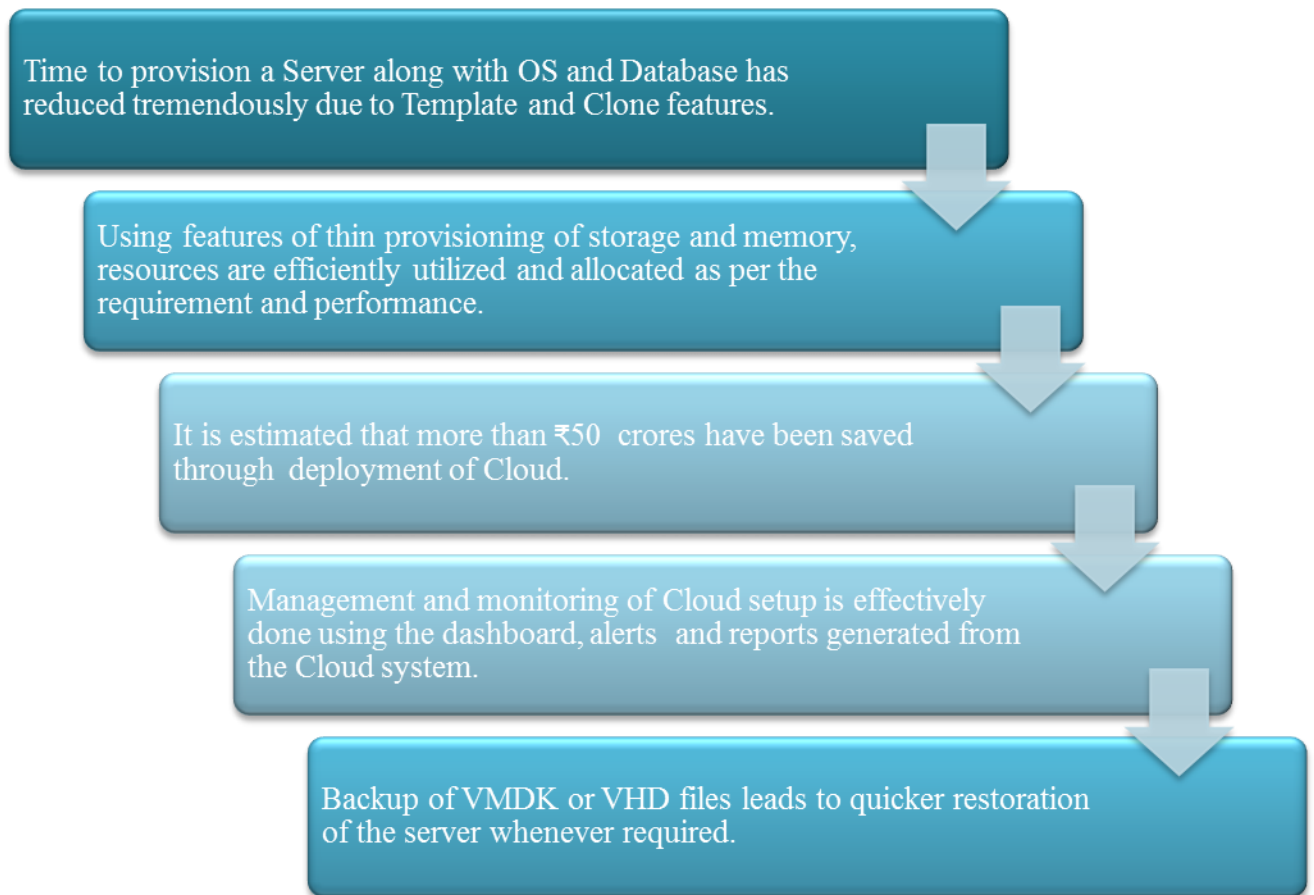 Time to provision a Server along with OS and Database has
reduced tremendously due to Template and Clone features.
Using features of thin provisioning of storage and memory,
resources are efficiently utilized and allocated as per the
requirement and performance.
It is estimated that more than ₹50 crores have been saved
through deployment of Cloud.
Management and monitoring of Cloud setup is effectively
done using the dashboard, alerts and reports generated from
the Cloud system.
Backup of VMDK or VHD files leads to quicker restoration
of the server whenever required.